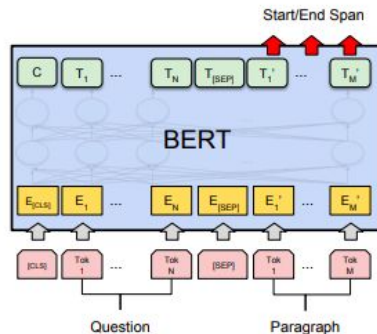 Start/End Span
C T1 ... TN T[SEP] T1' ... TM'
BERT
E[CLS] E1 ... EN E[SEP] E1' ... EM'
[CLS] Tok 1 ... Tok N [SEP] Tok 1 ... Tok M
Question Paragraph